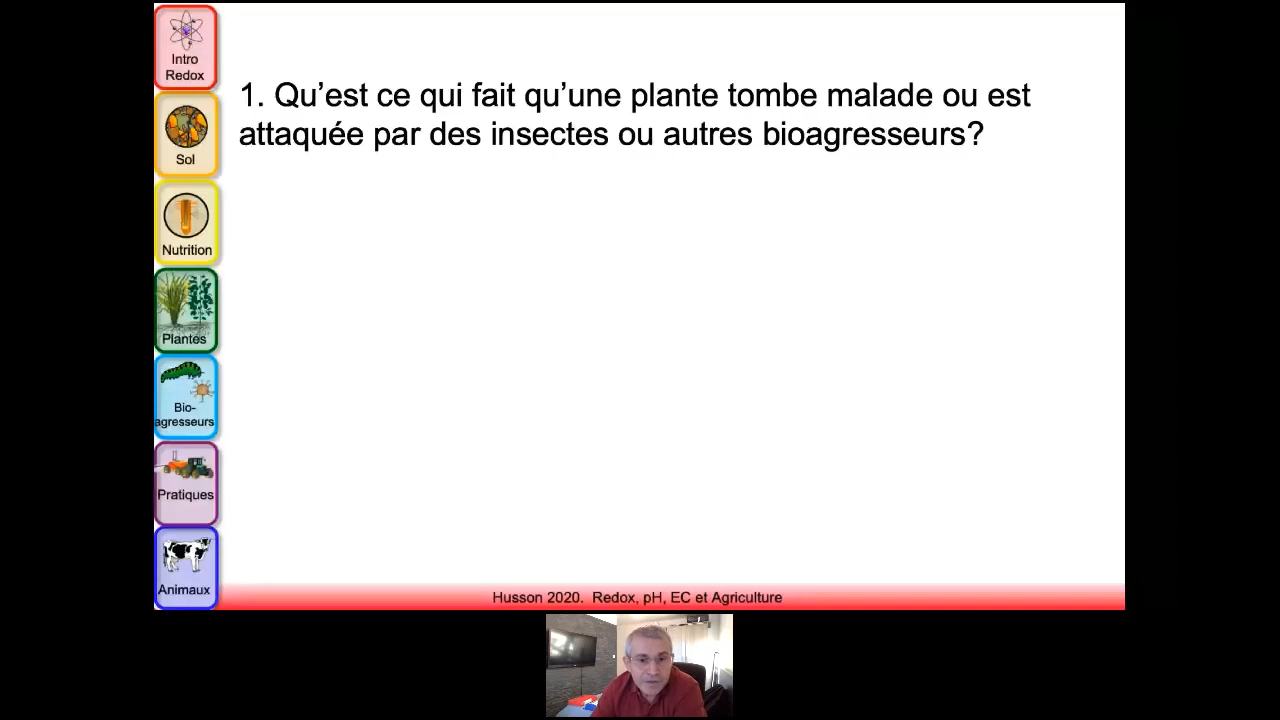 Intro
Redox
Sol
Nutrition
Plantes
Bio-
agresseurs
Pratiques
Animaux
1. Qu’est ce qui fait qu’une plante tombe malade ou est
attaquée par des insectes ou autres bioagresseurs?
Husson 2020. Redox, pH, EC et Agriculture